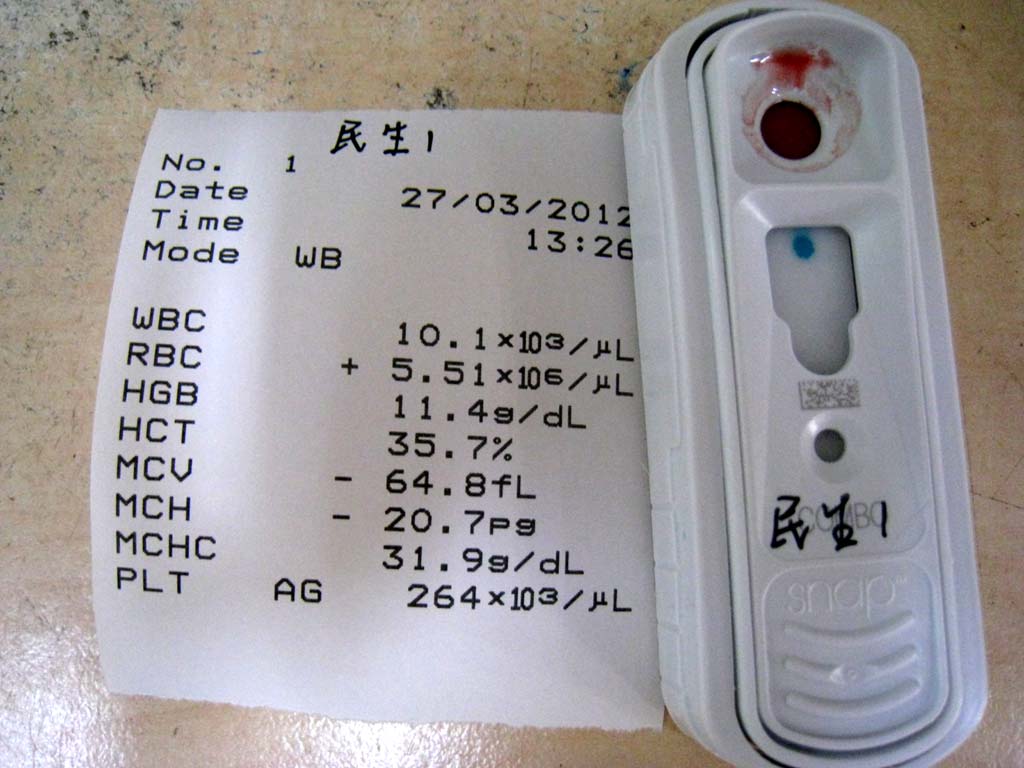 民生1
No. 1
Date 27/03/2012
Time 13:26
Mode WB
WBC 10.1×10³/μL
RBC + 5.51×10⁶/μL
HGB 11.4g/dL
HCT 35.7%
MCV - 64.8fL
MCH - 20.7pg
MCHC 31.9g/dL
PLT AG 264×10³/μL
COMBO
民生1
snap™